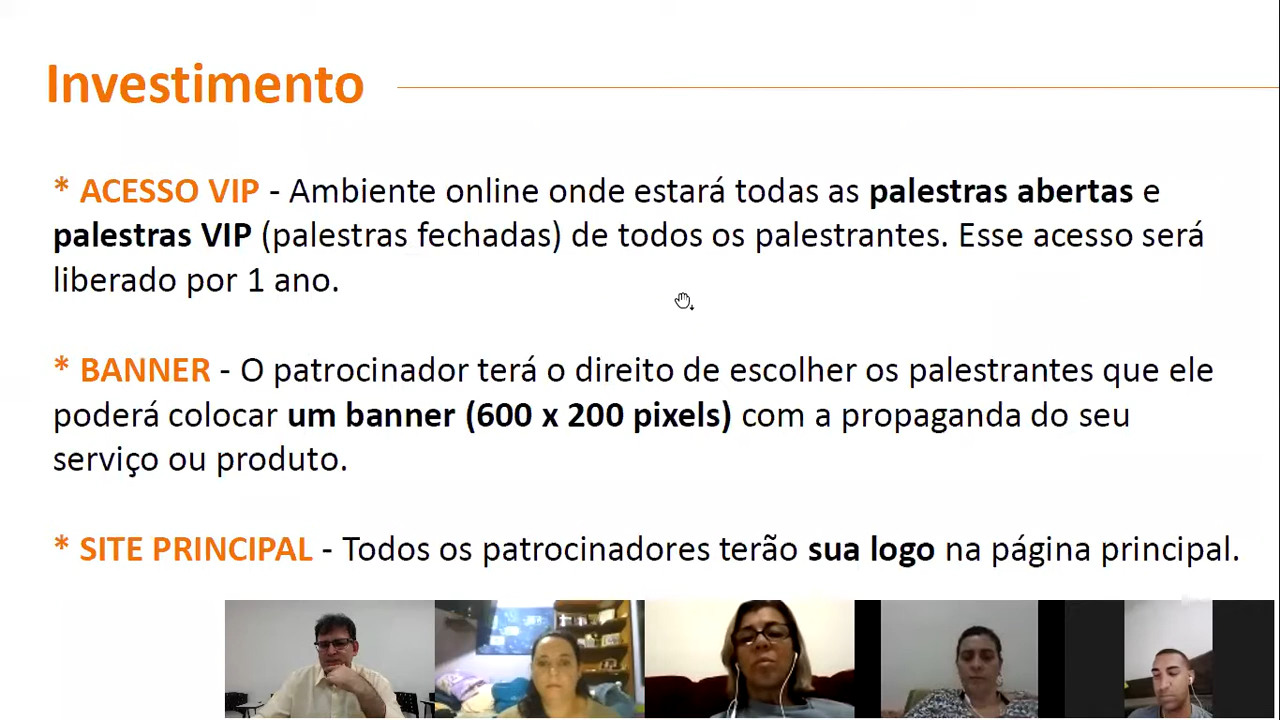 Investimento
* ACESSO VIP - Ambiente online onde estará todas as palestras abertas e
palestras VIP (palestras fechadas) de todos os palestrantes. Esse acesso será
liberado por 1 ano.
* BANNER - O patrocinador terá o direito de escolher os palestrantes que ele
poderá colocar um banner (600 x 200 pixels) com a propaganda do seu
serviço ou produto.
* SITE PRINCIPAL - Todos os patrocinadores terão sua logo na página principal.